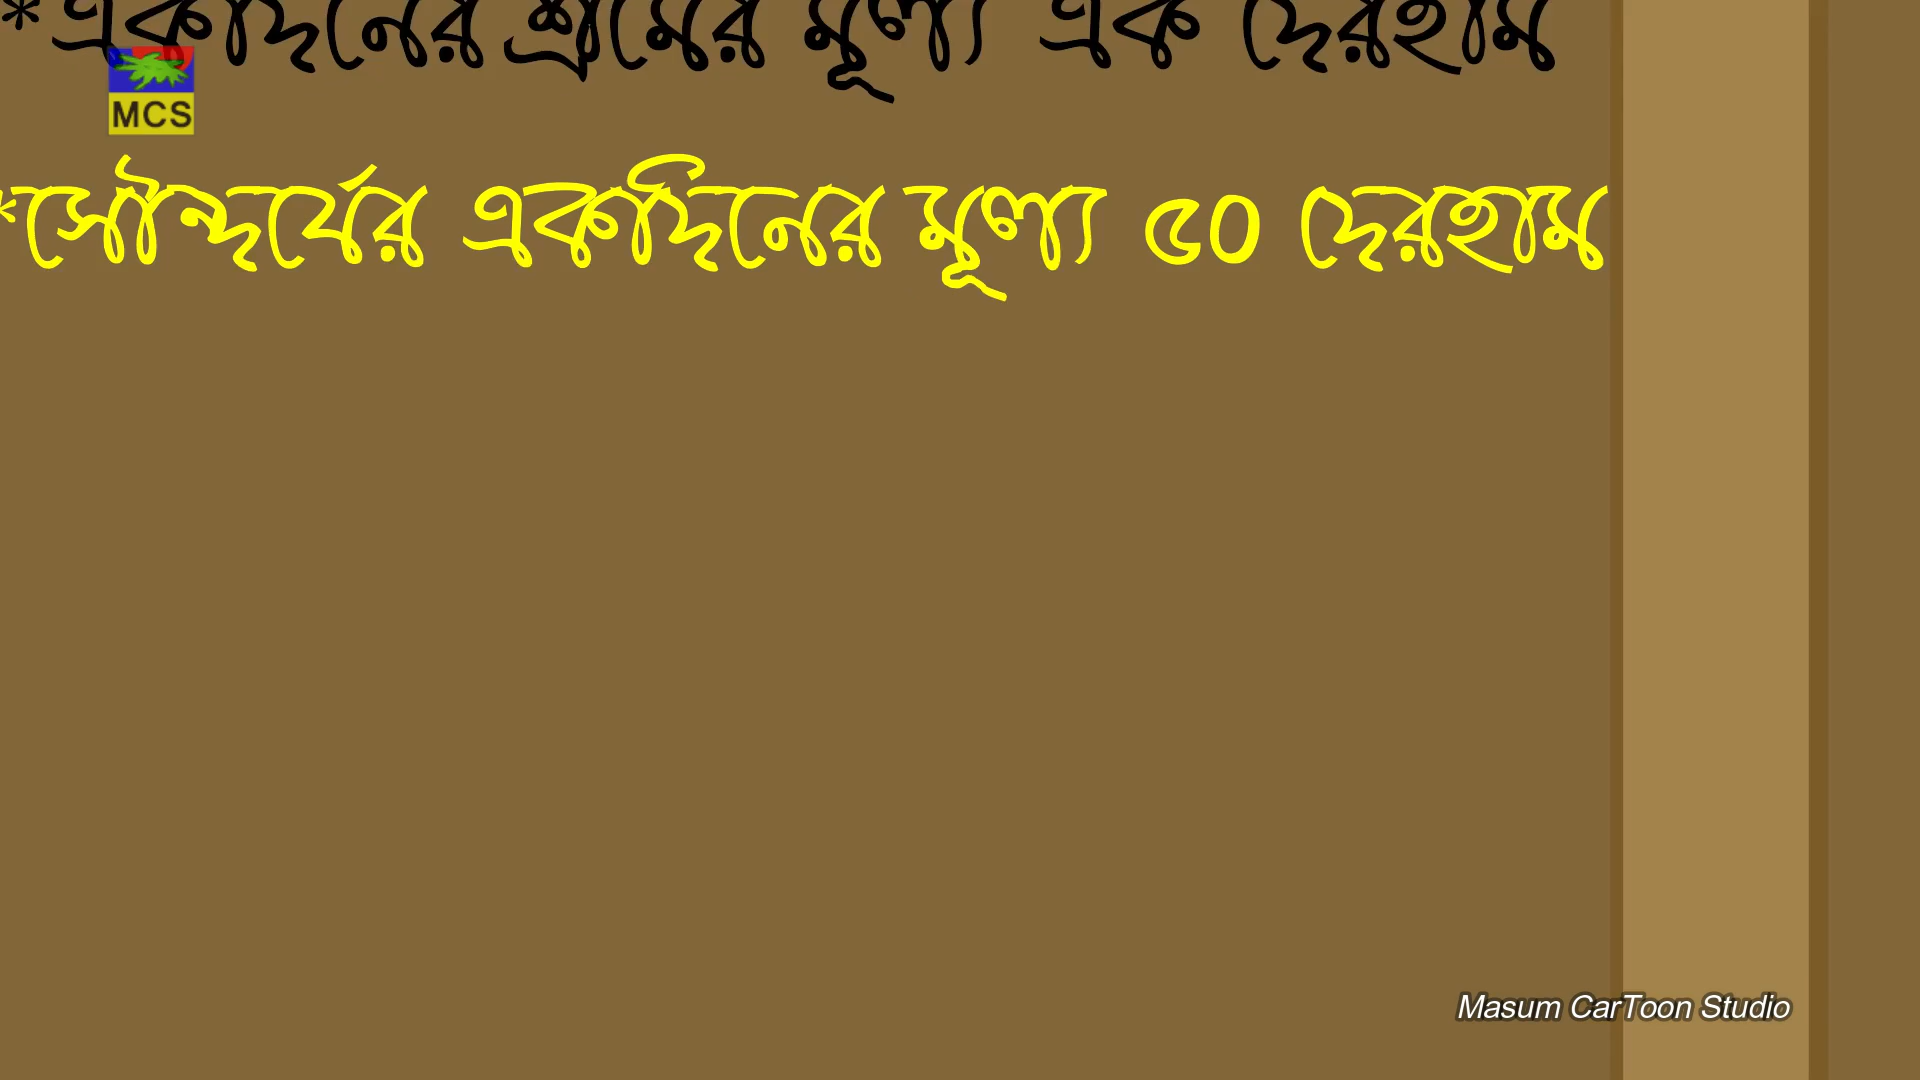 *একদিনের শ্রমের মূল্য এক দেরহাম
MCS
*সৌন্দর্যের একদিনের মূল্য ৫০ দেরহাম
Masum CarToon Studio